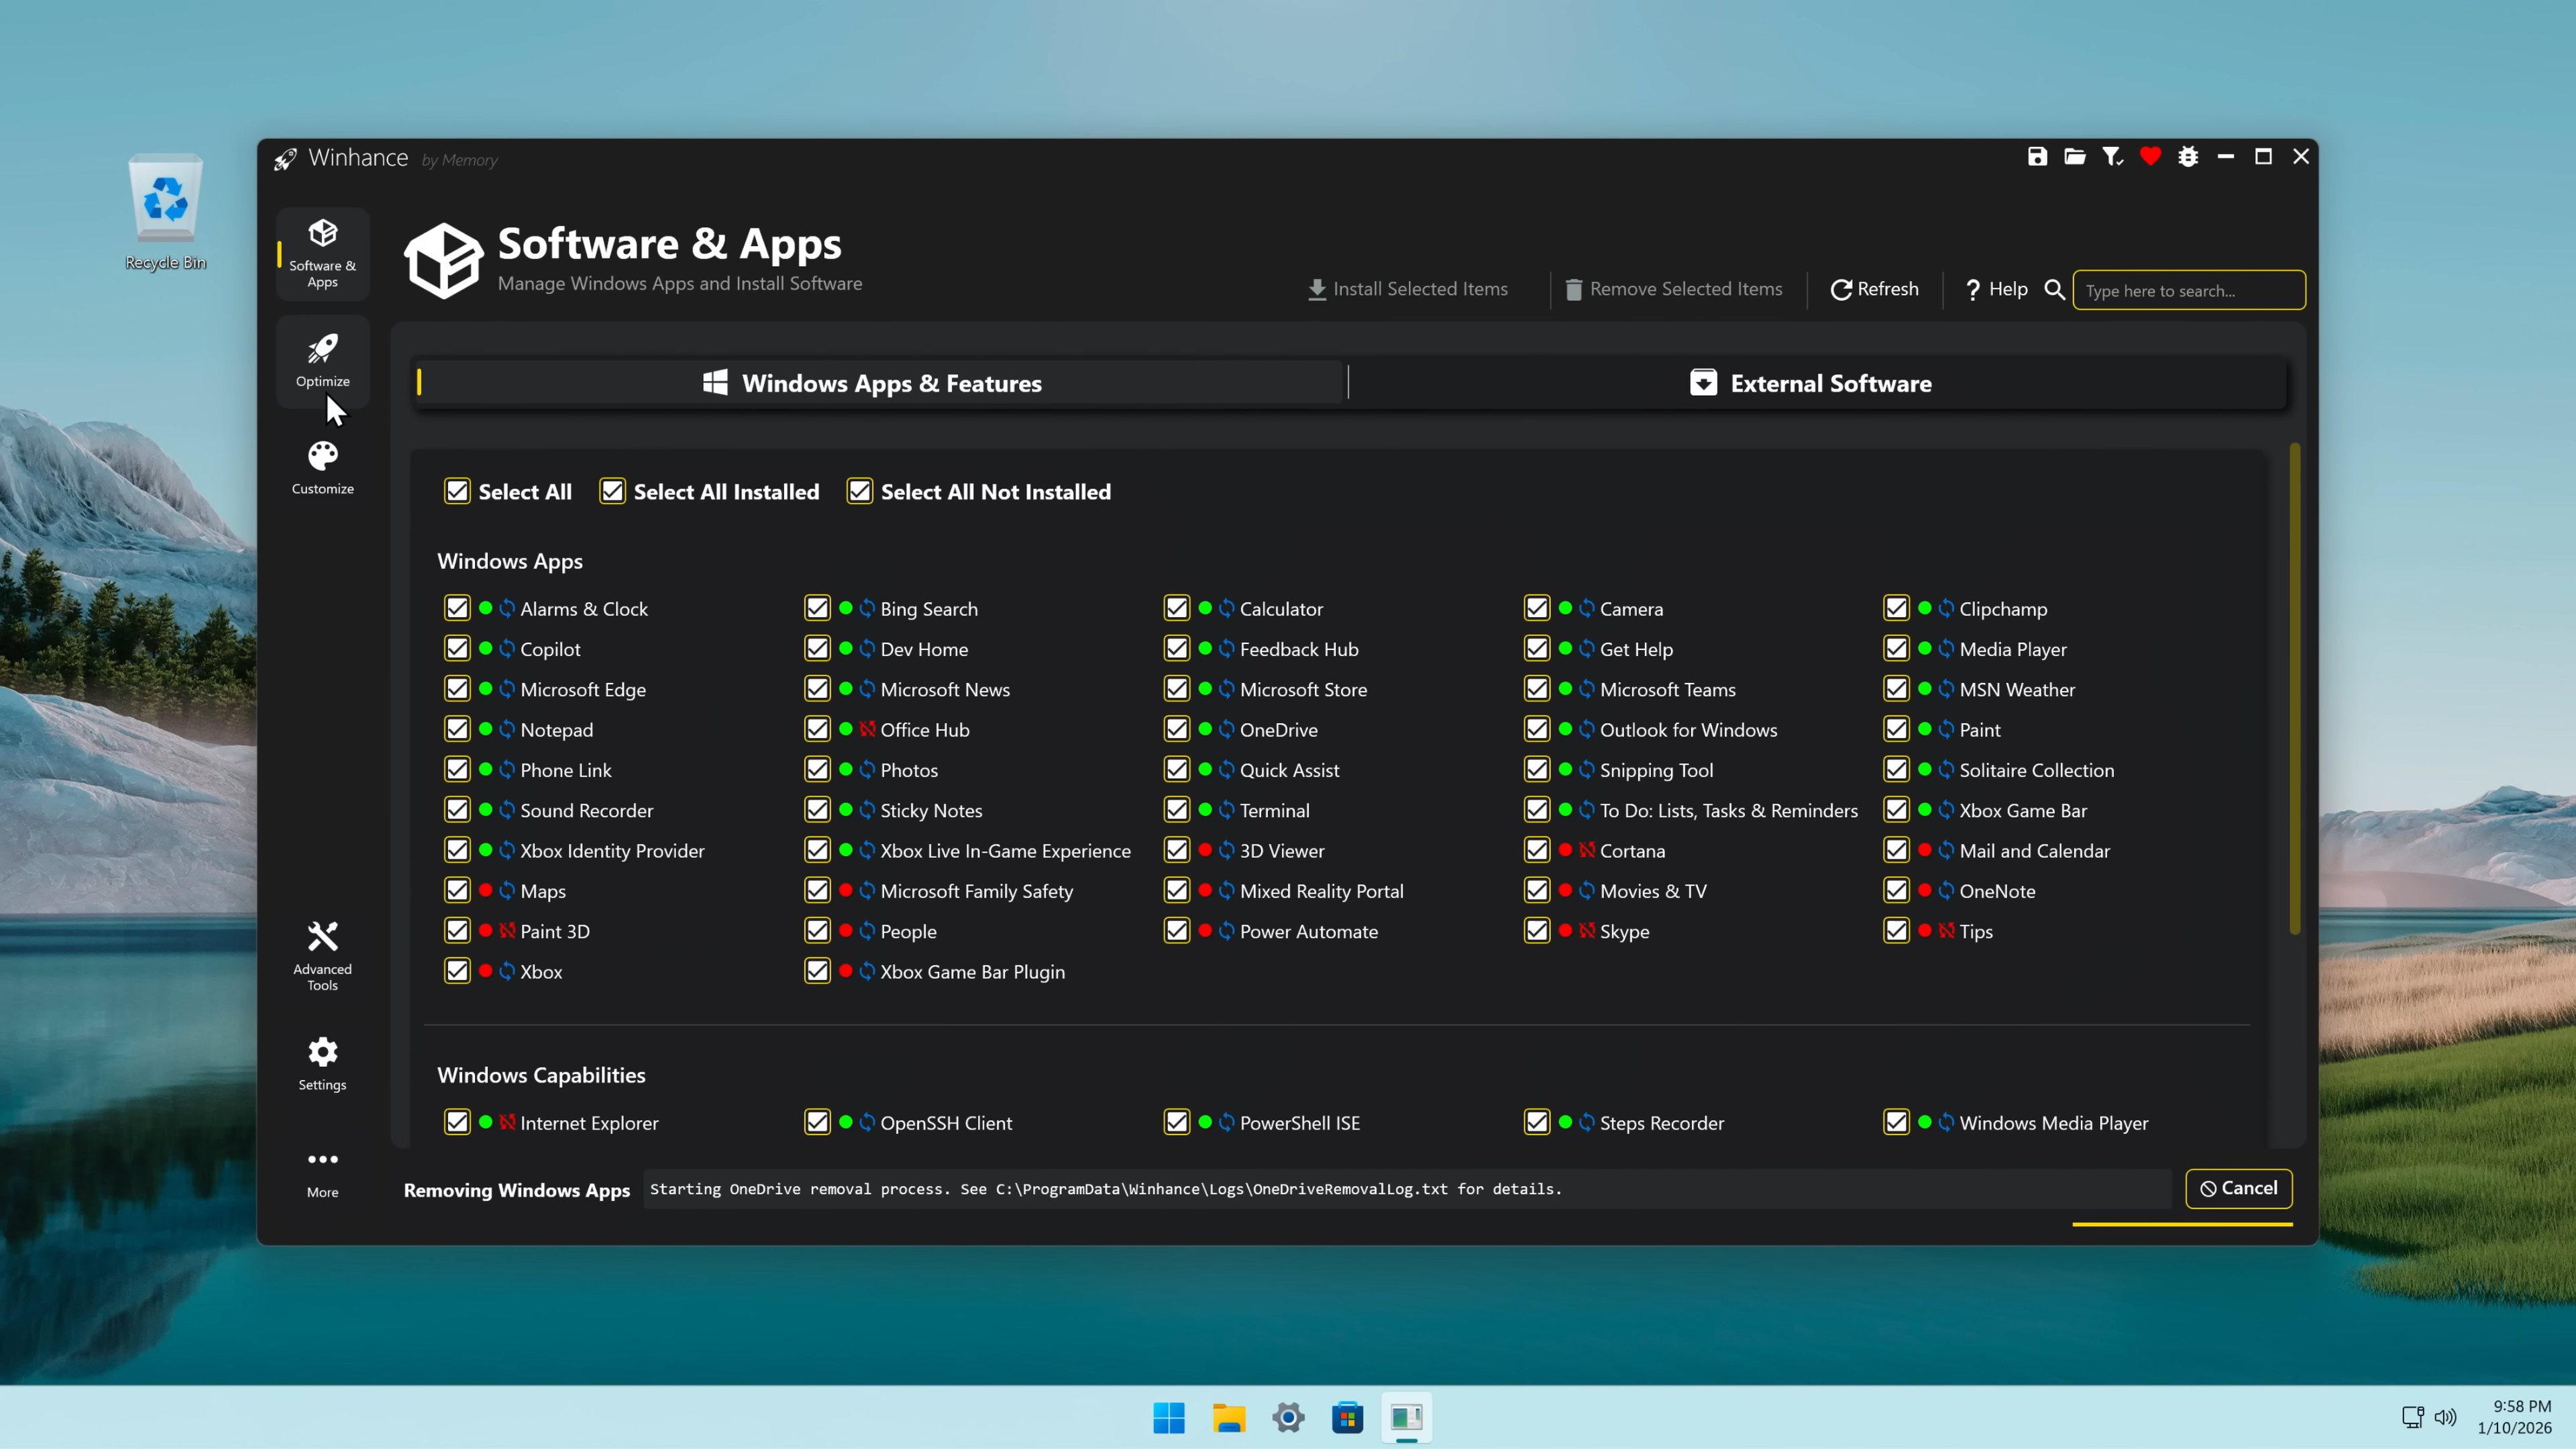 Recycle Bin
Winhance by Memory
Software & Apps
Manage Windows Apps and Install Software
Install Selected Items
Remove Selected Items
Refresh
? Help
Type here to search...
Software &
Apps
Optimize
Customize
Advanced
Tools
Settings
More
Windows Apps & Features
External Software
Select All
Select All Installed
Select All Not Installed
Windows Apps
Alarms & Clock
Bing Search
Calculator
Camera
Clipchamp
Copilot
Dev Home
Feedback Hub
Get Help
Media Player
Microsoft Edge
Microsoft News
Microsoft Store
Microsoft Teams
MSN Weather
Notepad
Office Hub
OneDrive
Outlook for Windows
Paint
Phone Link
Photos
Quick Assist
Snipping Tool
Solitaire Collection
Sound Recorder
Sticky Notes
Terminal
To Do: Lists, Tasks & Reminders
Xbox Game Bar
Xbox Identity Provider
Xbox Live In-Game Experience
3D Viewer
Cortana
Mail and Calendar
Maps
Microsoft Family Safety
Mixed Reality Portal
Movies & TV
OneNote
Paint 3D
People
Power Automate
Skype
Tips
Xbox
Xbox Game Bar Plugin
Windows Capabilities
Internet Explorer
OpenSSH Client
PowerShell ISE
Steps Recorder
Windows Media Player
Removing Windows Apps
Starting OneDrive removal process. See C:\ProgramData\Winhance\Logs\OneDriveRemovalLog.txt for details.
Cancel
9:58 PM
1/10/2026